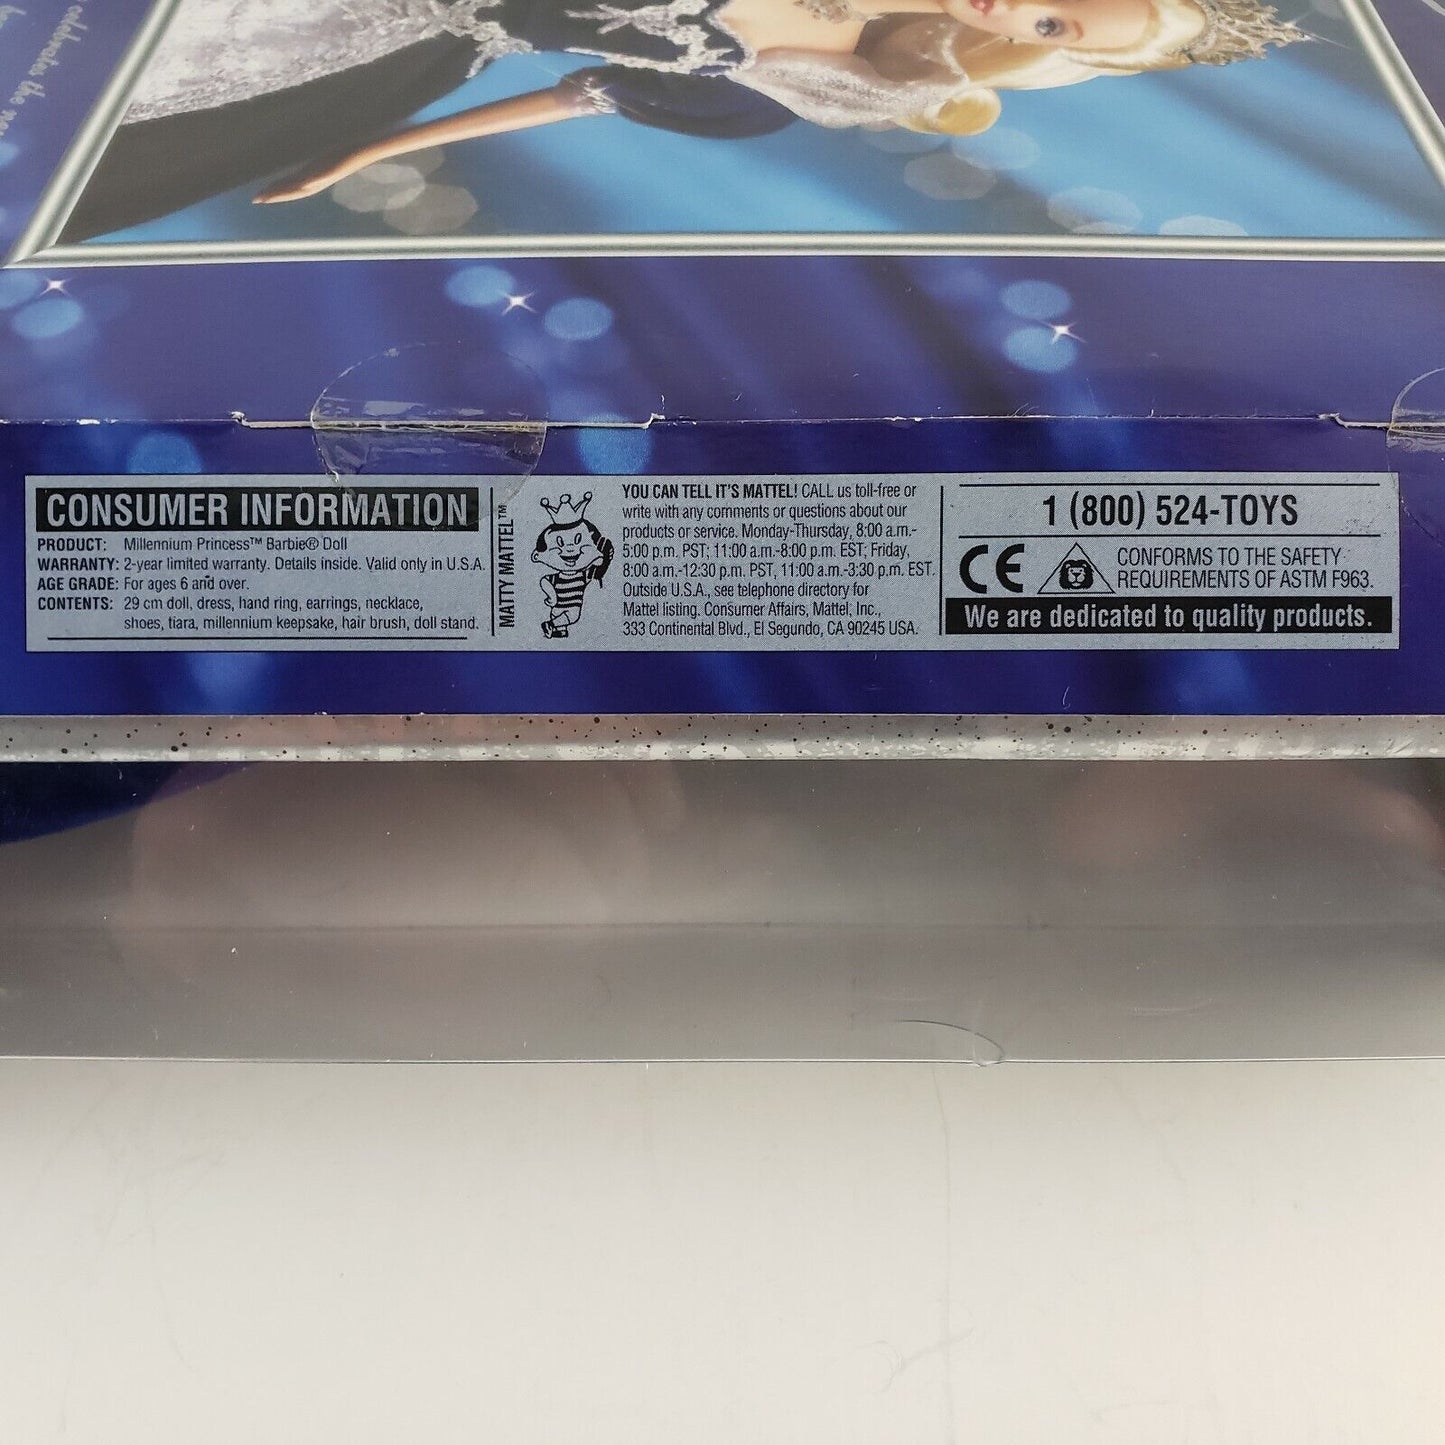 celebrates the
CONSUMER INFORMATION
PRODUCT: Millennium Princess™ Barbie® Doll
WARRANTY: 2-year limited warranty. Details inside. Valid only in U.S.A.
AGE GRADE: For ages 6 and over.
CONTENTS: 29 cm doll, dress, hand ring, earrings, necklace,
shoes, tiara, millennium keepsake, hair brush, doll stand.
MATTY MATTEL™
YOU CAN TELL IT'S MATTEL! CALL us toll-free or
write with any comments or questions about our
products or service. Monday-Thursday, 8:00 a.m.-
5:00 p.m. PST; 11:00 a.m.-8:00 p.m. EST; Friday,
8:00 a.m.-12:30 p.m. PST, 11:00 a.m.-3:30 p.m. EST.
Outside U.S.A., see telephone directory for
Mattel listing. Consumer Affairs, Mattel, Inc.,
333 Continental Blvd., El Segundo, CA 90245 USA.
1 (800) 524-TOYS
CE
CONFORMS TO THE SAFETY
REQUIREMENTS OF ASTM F963.
We are dedicated to quality products.